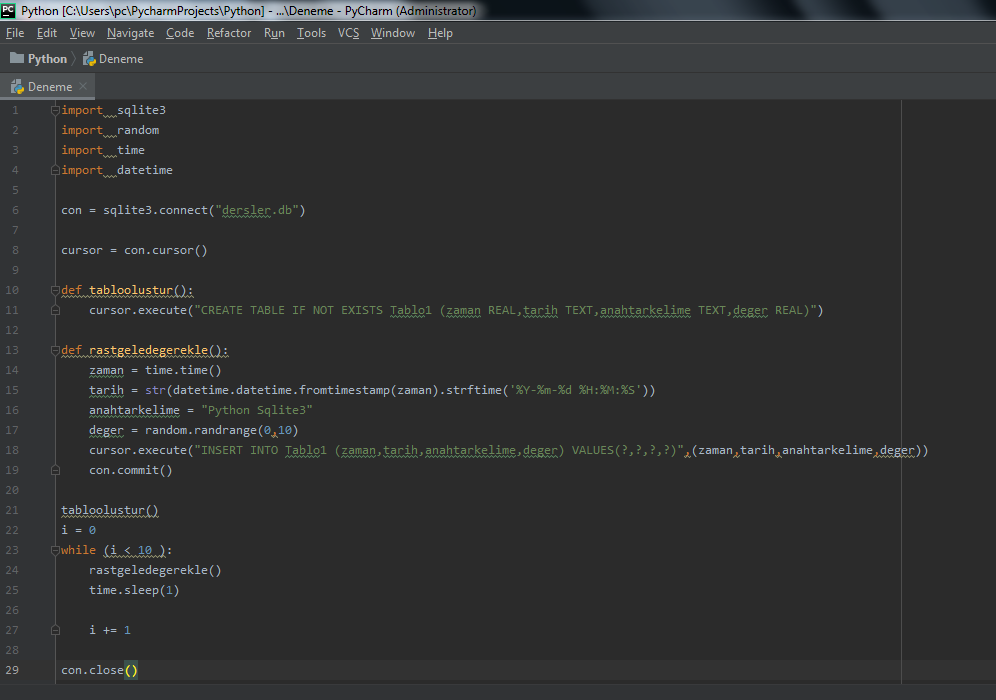 PC Python [C:\Users\pc\PycharmProjects\Python] - ...\Deneme - PyCharm (Administrator)
File Edit View Navigate Code Refactor Run Tools VCS Window Help
Python Deneme
Deneme
1 import  sqlite3
2 import  random
3 import  time
4 import  datetime
5
6 con = sqlite3.connect("dersler.db")
7
8 cursor = con.cursor()
9
10 def tabloolustur():
11     cursor.execute("CREATE TABLE IF NOT EXISTS Tablo1 (zaman REAL,tarih TEXT,anahtarkelime TEXT,deger REAL)")
12
13 def rastgeledegerekle():
14     zaman = time.time()
15     tarih = str(datetime.datetime.fromtimestamp(zaman).strftime('%Y-%m-%d %H:%M:%S'))
16     anahtarkelime = "Python Sqlite3"
17     deger = random.randrange(0,10)
18     cursor.execute("INSERT INTO Tablo1 (zaman,tarih,anahtarkelime,deger) VALUES(?,?,?,?)",(zaman,tarih,anahtarkelime,deger))
19     con.commit()
20
21 tabloolustur()
22 i = 0
23 while (i < 10 ):
24     rastgeledegerekle()
25     time.sleep(1)
26
27     i += 1
28
29 con.close()